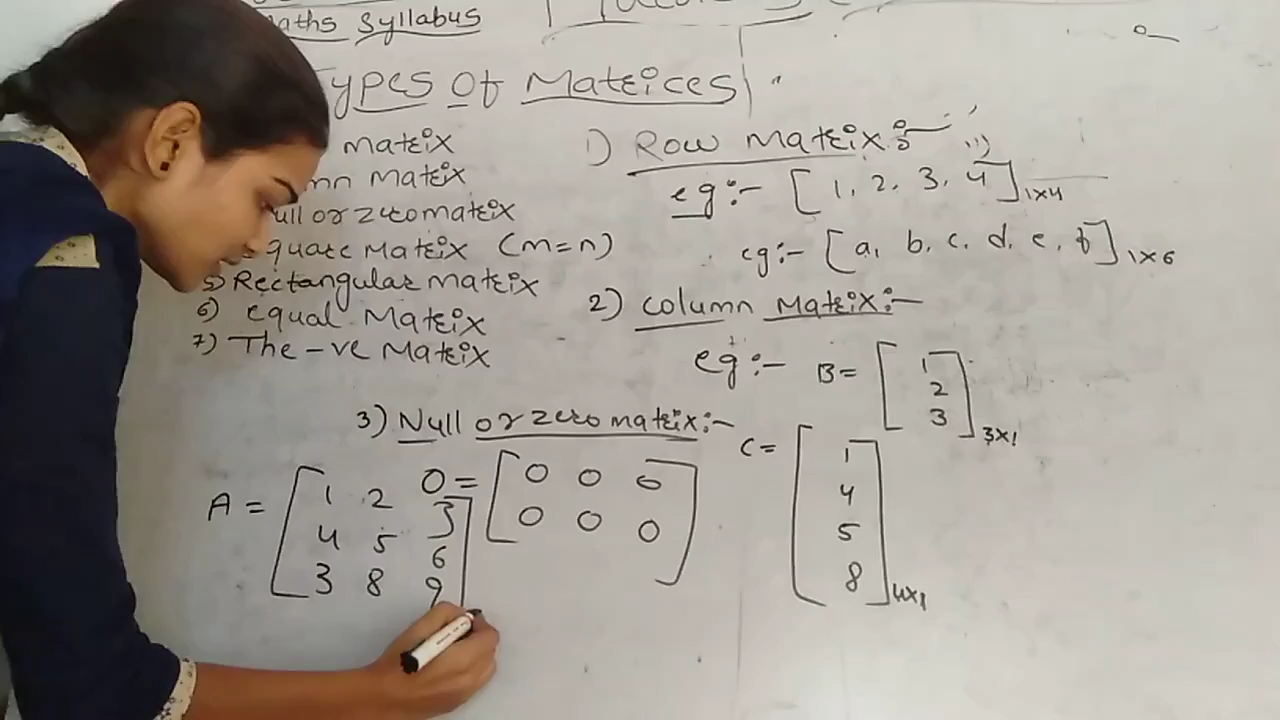 Maths Syllabus
Types Of Matrices
matrix
mn Matrix
ull or zero matrix
quare Matrix (m=n)
5) Rectangular matrix
6) equal Matrix
7) The -ve Matrix
1) Row Matrix :-
eg :- [ 1, 2, 3, 4 ] 1x4
eg :- [ a, b, c, d, e, f ] 1x6
2) Column Matrix :-
eg :- B = [ 1
2
3 ] 3x1
3) Null or zero matrix :-
C = [ 1
4
5
8 ] 4x1
0 = [ 0 0 0
0 0 0 ]
A = [ 1 2 3
4 5 6
3 8 9 ]